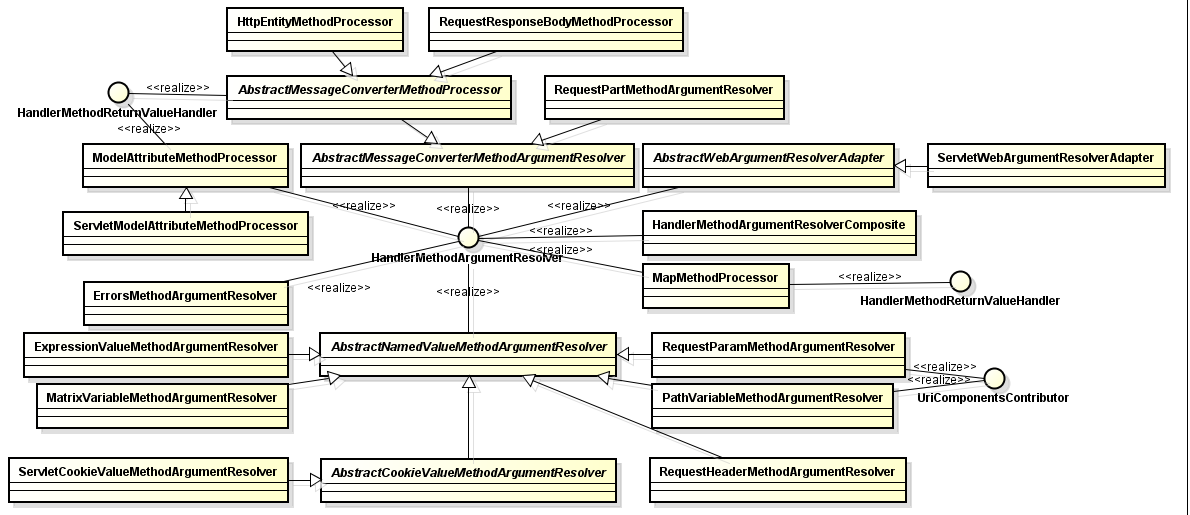 HttpEntityMethodProcessor
RequestResponseBodyMethodProcessor
<<realize>>
AbstractMessageConverterMethodProcessor
RequestPartMethodArgumentResolver
HandlerMethodReturnValueHandler
<<realize>>
ModelAttributeMethodProcessor
AbstractMessageConverterMethodArgumentResolver
AbstractWebArgumentResolverAdapter
ServletWebArgumentResolverAdapter
<<realize>>
<<realize>>
<<realize>>
ServletModelAttributeMethodProcessor
<<realize>>
HandlerMethodArgumentResolverComposite
<<realize>>
HandlerMethodArgumentResolver
MapMethodProcessor
<<realize>>
HandlerMethodReturnValueHandler
ErrorsMethodArgumentResolver
<<realize>>
<<realize>>
ExpressionValueMethodArgumentResolver
AbstractNamedValueMethodArgumentResolver
RequestParamMethodArgumentResolver
<<realize>>
<<realize>>
MatrixVariableMethodArgumentResolver
PathVariableMethodArgumentResolver
UriComponentsContributor
ServletCookieValueMethodArgumentResolver
AbstractCookieValueMethodArgumentResolver
RequestHeaderMethodArgumentResolver